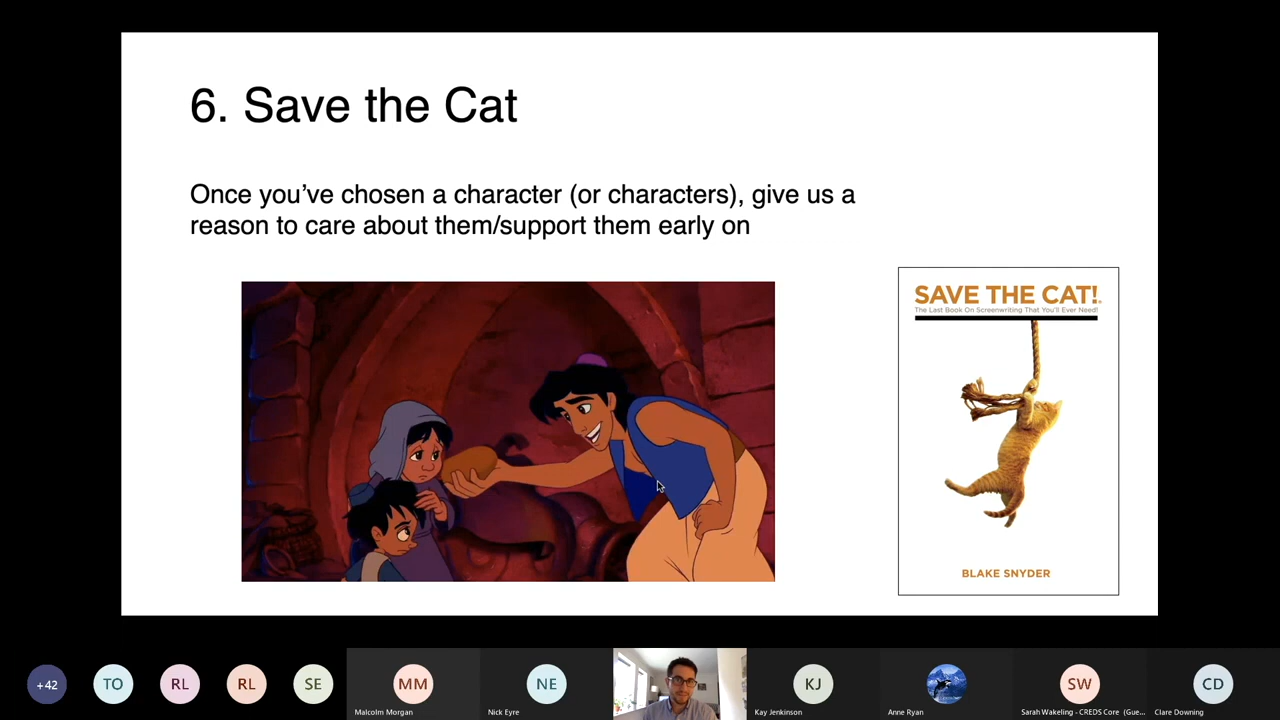 6. Save the Cat
Once you’ve chosen a character (or characters), give us a
reason to care about them/support them early on
SAVE THE CAT!
The Last Book On Screenwriting That You'll Ever Need!
BLAKE SNYDER
+42
TO
RL
RL
SE
MM
NE
KJ
SW
CD
Malcolm Morgan
Nick Eyre
Kay Jenkinson
Anne Ryan
Sarah Wakeling - CREDS Core (Gue...
Clare Downing